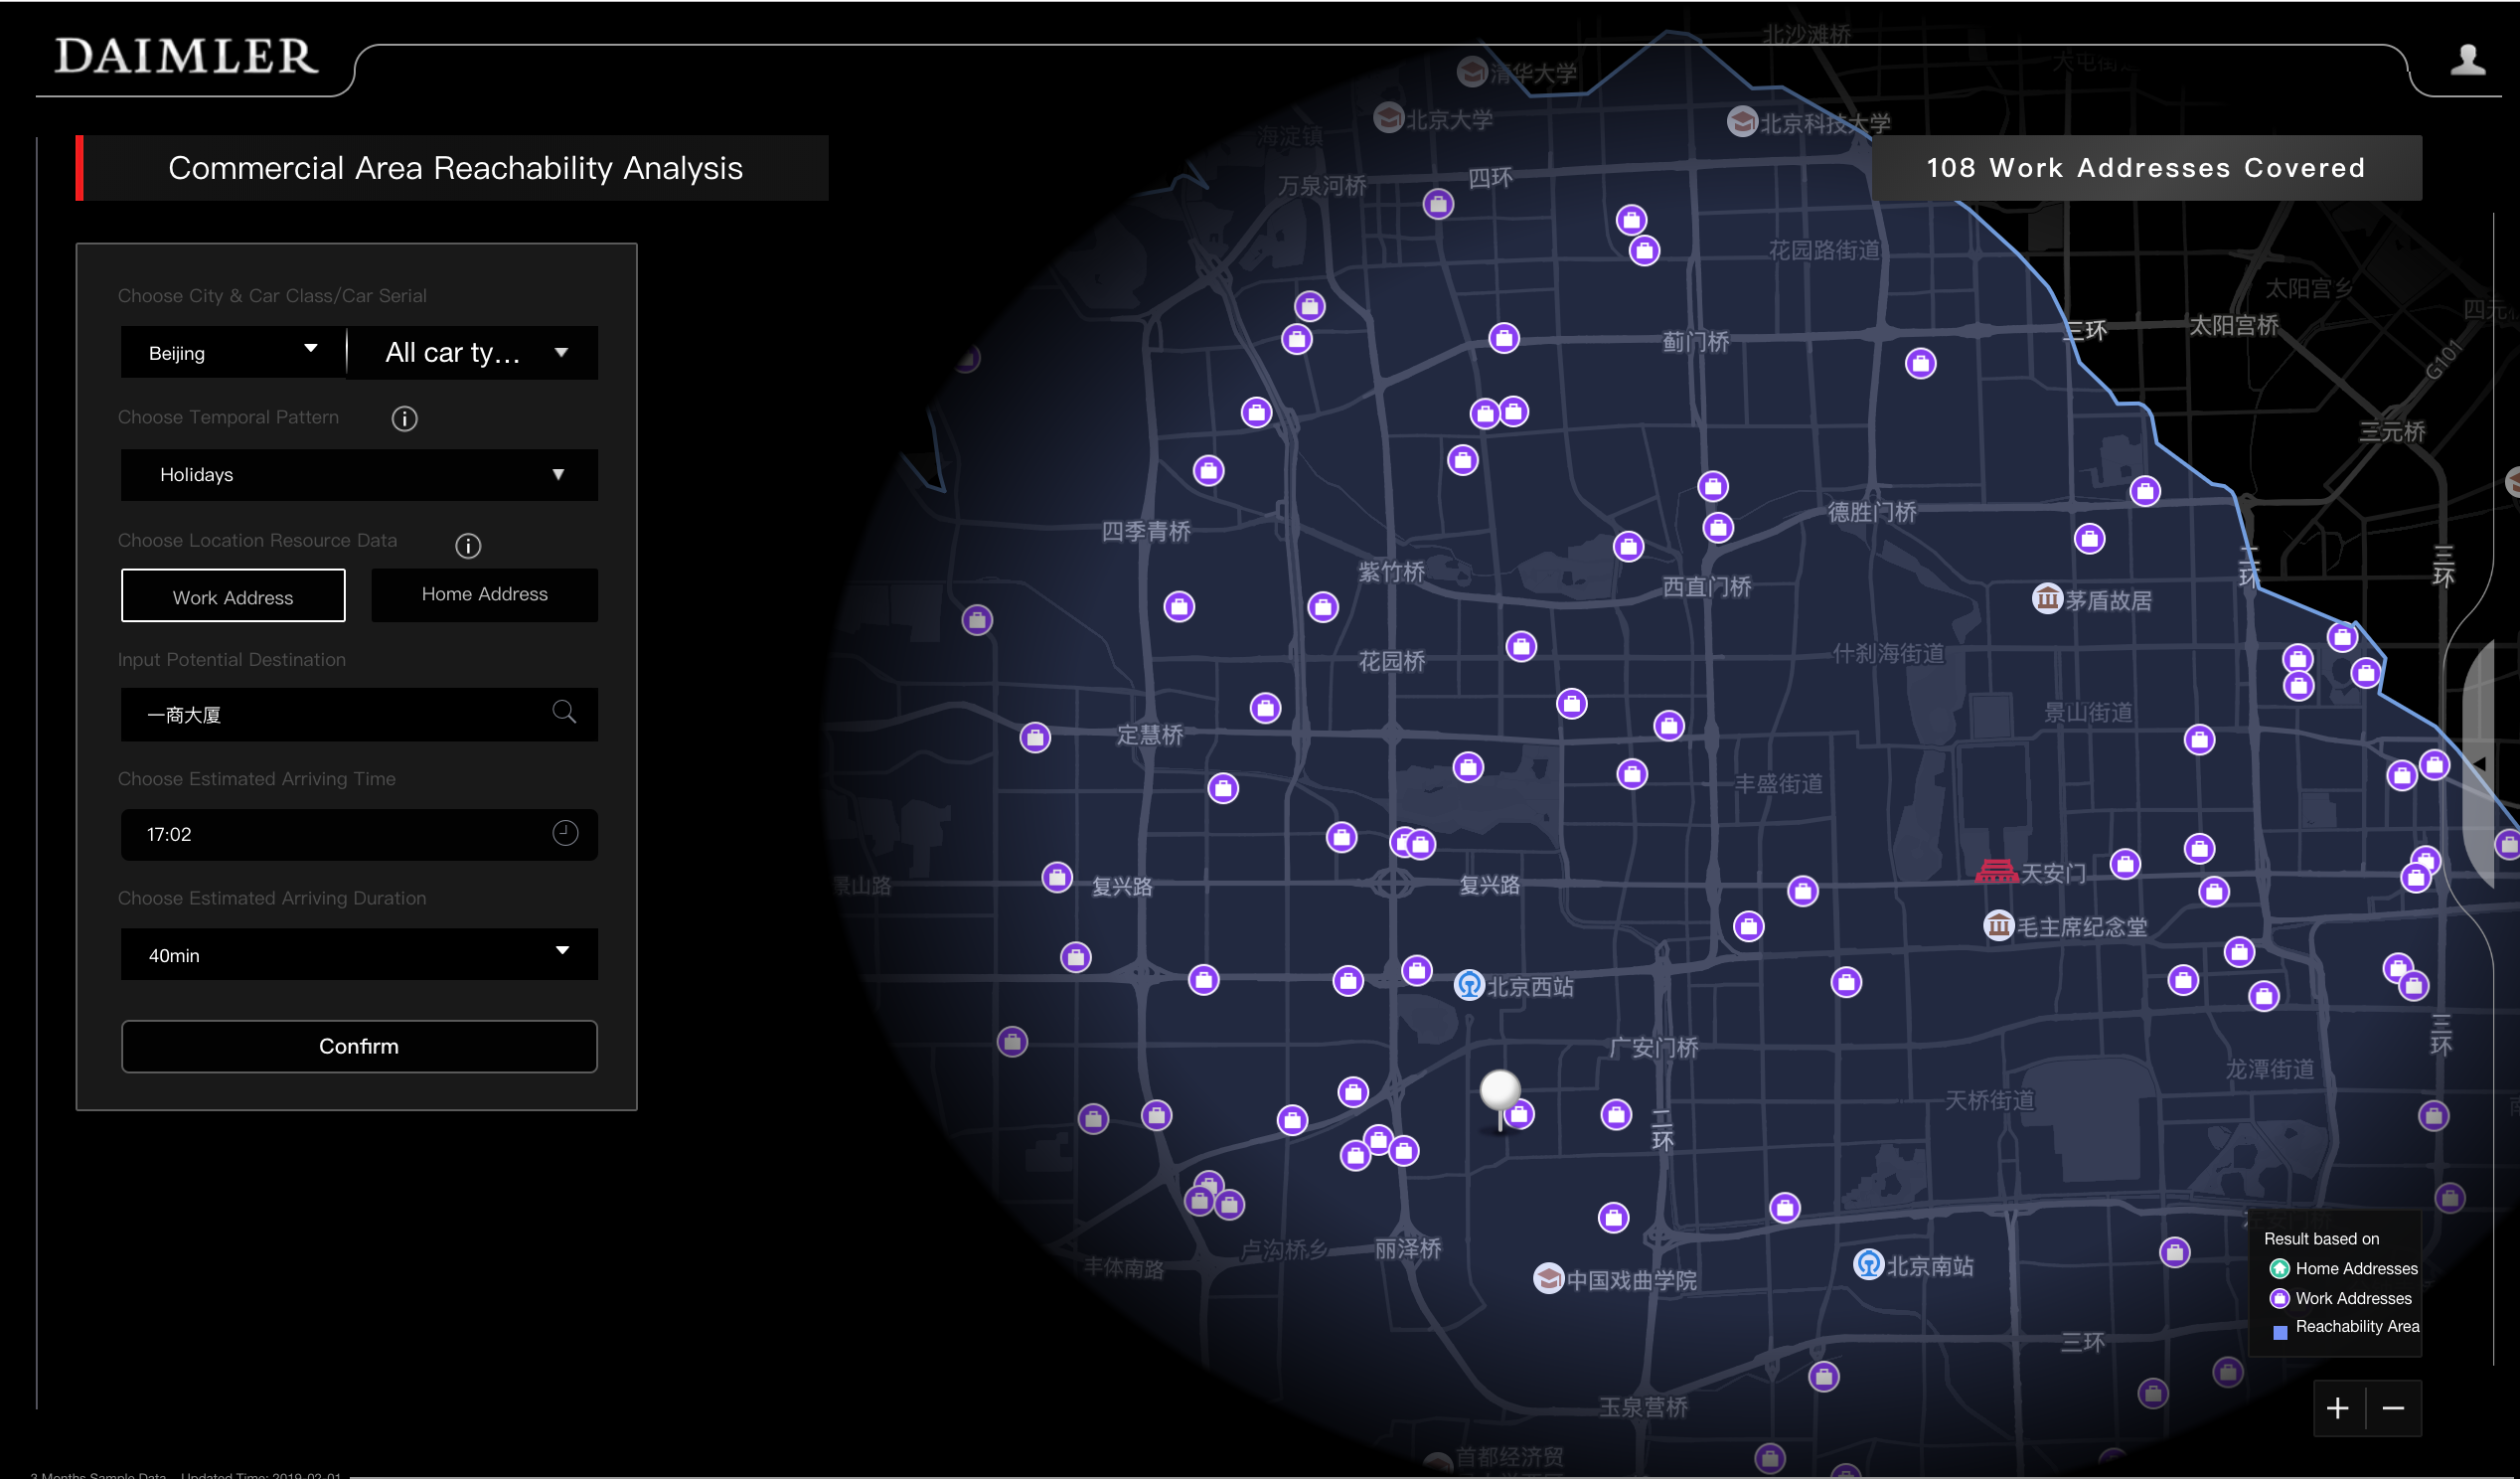 DAIMLER
Commercial Area Reachability Analysis
108 Work Addresses Covered
Choose City & Car Class/Car Serial
Beijing
All car ty...
Choose Temporal Pattern
Holidays
Choose Location Resource Data
Work Address
Home Address
Input Potential Destination
一商大厦
Choose Estimated Arriving Time
17:02
Choose Estimated Arriving Duration
40min
Confirm
北沙滩桥
清华大学
北京大学
北京科技大学
海淀镇
万泉河桥
四环
花园路街道
太阳宫乡
三环
太阳宫桥
蓟门桥
G101
三元桥
四季青桥
德胜门桥
紫竹桥
西直门桥
二环
三环
茅盾故居
花园桥
什刹海街道
景山街道
定慧桥
丰盛街道
天安门
景山路
复兴路
复兴路
毛主席纪念堂
北京西站
广安门桥
三环
龙潭街道
天桥街道
二环
卢沟桥乡
丽泽桥
丰体南路
中国戏曲学院
北京南站
三环
玉泉营桥
首都经济贸
Result based on
Home Addresses
Work Addresses
Reachability Area
+ −
3 Months Sample Data Updated Time: 2019-02-01